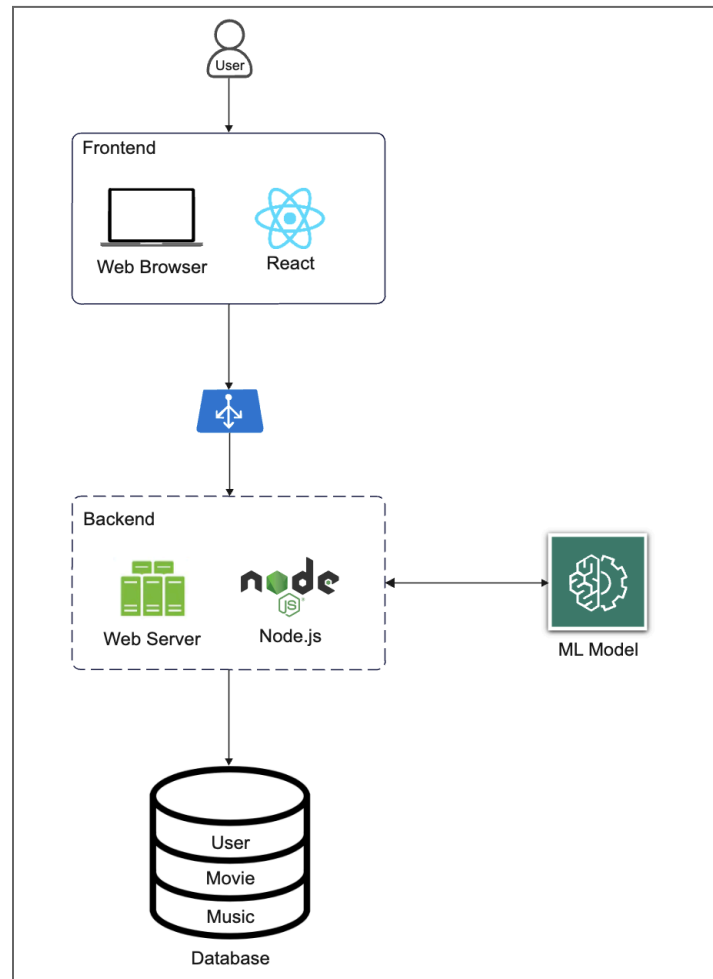 User
Frontend
Web Browser
React
Backend
node
JS
Web Server
Node.js
ML Model
User
Movie
Music
Database